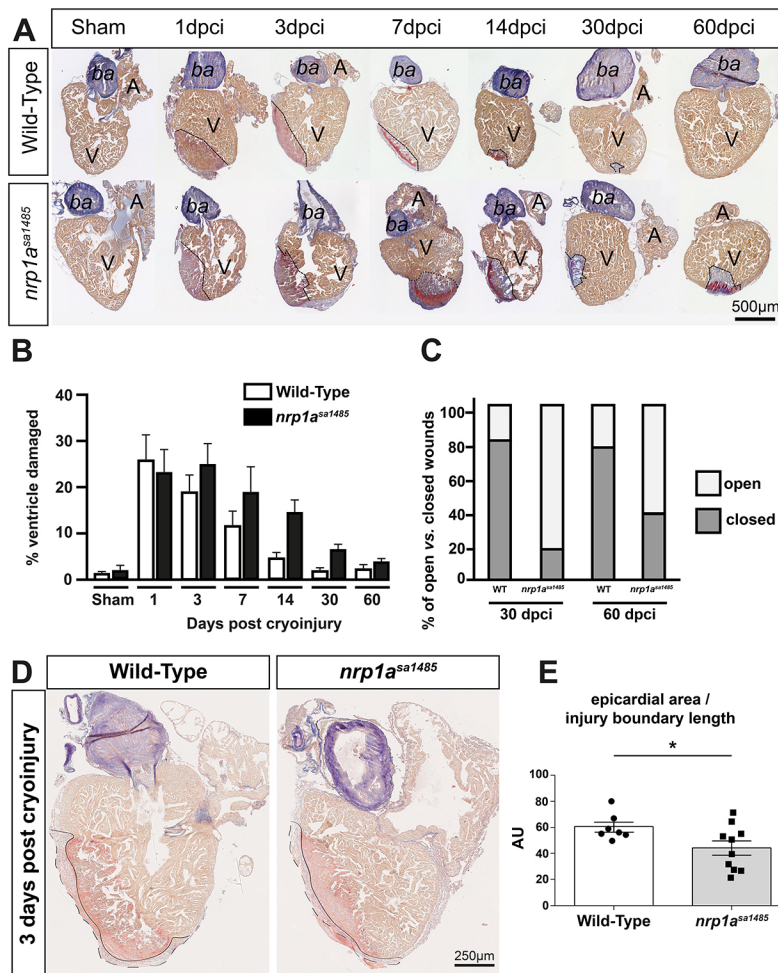 A
Sham 1dpci 3dpci 7dpci 14dpci 30dpci 60dpci
Wild-Type
ba A V
ba A V
ba A V
ba V
ba V
ba A V
ba V
nrp1a^sa1485
ba A V
ba V
ba V
A ba V
ba A V
ba A V
A V
500µm
B
% ventricle damaged
40
30
20
10
0
Wild-Type
nrp1a^sa1485
Sham 1 3 7 14 30 60
Days post cryoinjury
C
% of open vs. closed wounds
100
80
60
40
20
0
open
closed
WT nrp1a^sa1485 WT nrp1a^sa1485
30 dpci 60 dpci
D
Wild-Type nrp1a^sa1485
3 days post cryoinjury
250µm
E
epicardial area /
injury boundary length
*
AU
100
80
60
40
20
0
Wild-Type nrp1a^sa1485